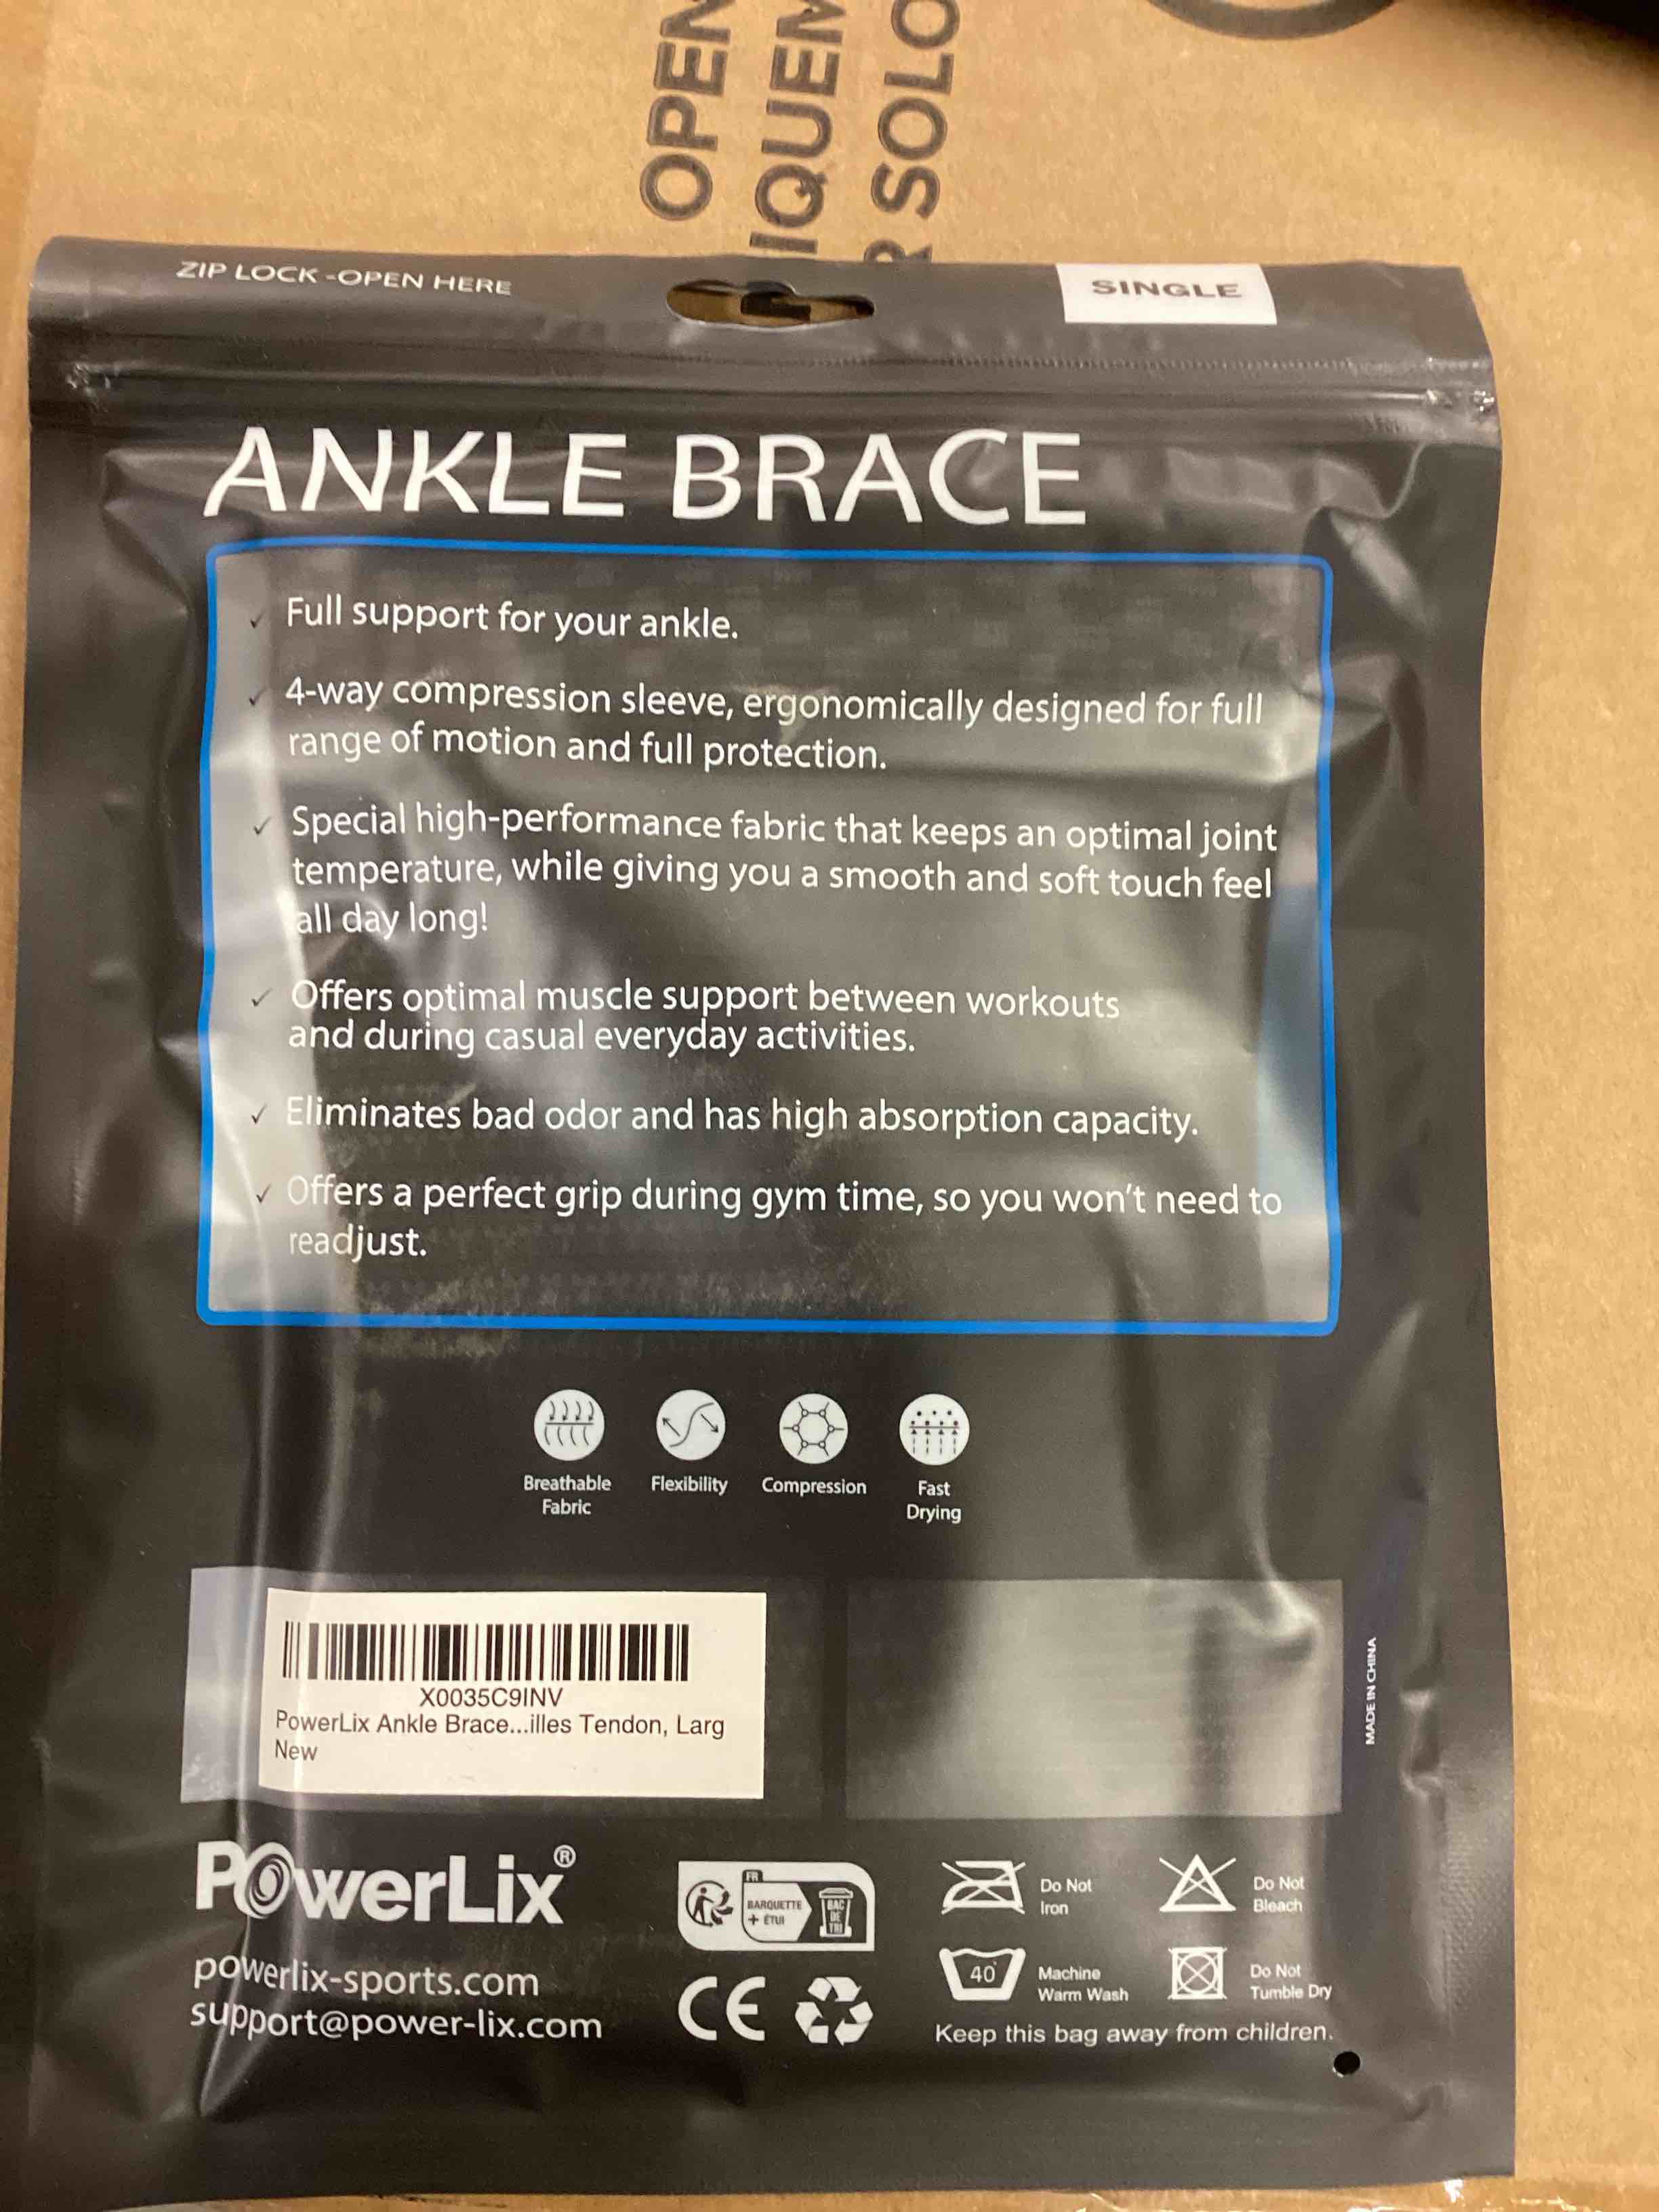 OPEN
IQUEM
R SOLO
ZIP LOCK -OPEN HERE
SINGLE
ANKLE BRACE
✓ Full support for your ankle.
✓ 4-way compression sleeve, ergonomically designed for full
range of motion and full protection.
✓ Special high-performance fabric that keeps an optimal joint
temperature, while giving you a smooth and soft touch feel
all day long!
✓ Offers optimal muscle support between workouts
and during casual everyday activities.
✓ Eliminates bad odor and has high absorption capacity.
✓ Offers a perfect grip during gym time, so you won't need to
readjust.
Breathable
Fabric
Flexibility
Compression
Fast
Drying
X0035C9INV
PowerLix Ankle Brace...illes Tendon, Larg
New
MADE IN CHINA
PowerLix®
powerlix-sports.com
support@power-lix.com
FR
BARQUETTE
+ ÉTUI
BAC
DE
TRI
CE
Do Not
Iron
Do Not
Bleach
40°
Machine
Warm Wash
Do Not
Tumble Dry
Keep this bag away from children.